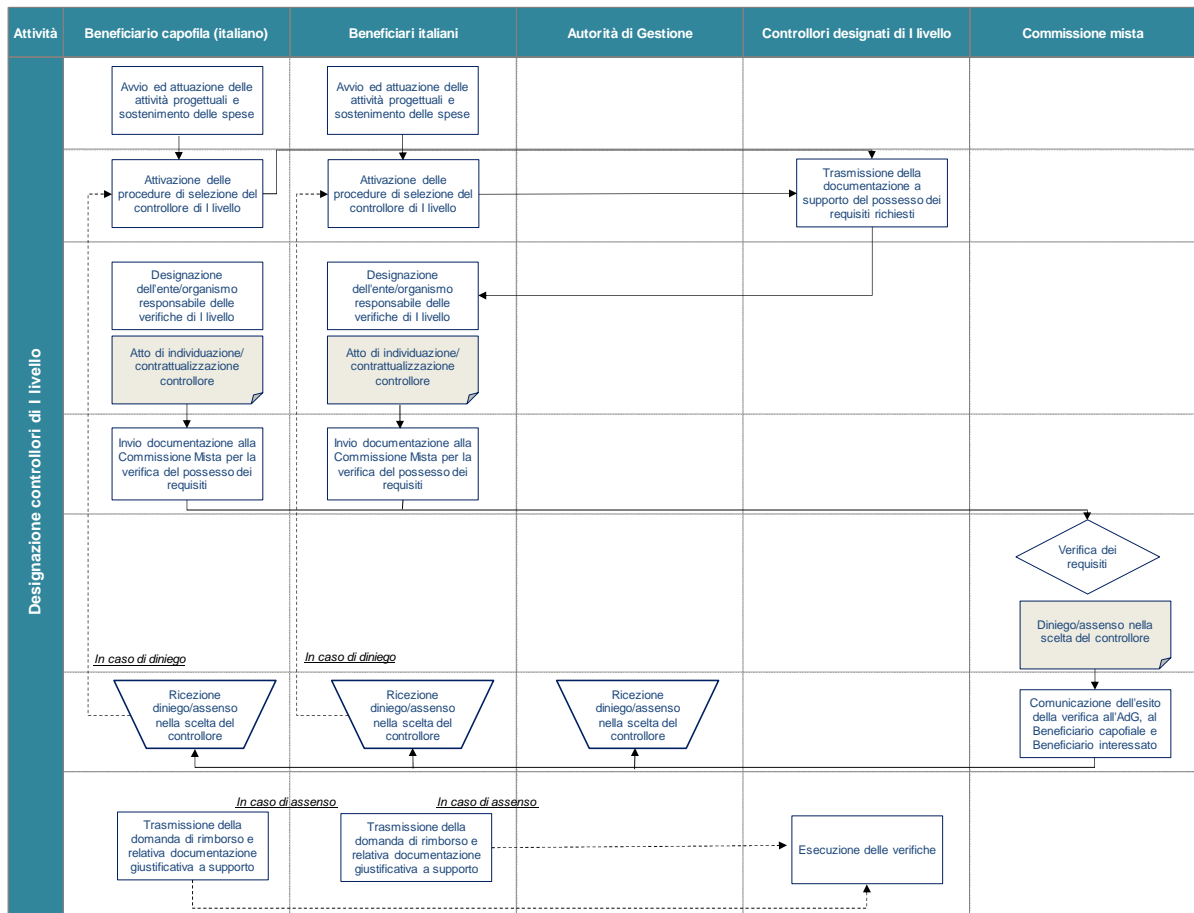 Attività
Beneficiario capofila (italiano)
Beneficiari italiani
Autorità di Gestione
Controllori designati di I livello
Commissione mista
Designazione controllori di I livello
Avvio ed attuazione delle
attività progettuali e
sostenimento delle spese
Avvio ed attuazione delle
attività progettuali e
sostenimento delle spese
Attivazione delle
procedure di selezione del
controllore di I livello
Attivazione delle
procedure di selezione del
controllore di I livello
Trasmissione della
documentazione a
supporto del possesso dei
requisiti richiesti
Designazione
dell'ente/organismo
responsabile delle
verifiche di I livello
Designazione
dell'ente/organismo
responsabile delle
verifiche di I livello
Atto di individuazione/
contrattualizzazione
controllore
Atto di individuazione/
contrattualizzazione
controllore
Invio documentazione alla
Commissione Mista per la
verifica del possesso dei
requisiti
Invio documentazione alla
Commissione Mista per la
verifica del possesso dei
requisiti
Verifica dei
requisiti
Diniego/assenso nella
scelta del controllore
In caso di diniego
In caso di diniego
Ricezione
diniego/assenso
nella scelta del
controllore
Ricezione
diniego/assenso
nella scelta del
controllore
Ricezione
diniego/assenso
nella scelta del
controllore
Comunicazione dell'esito
della verifica all'AdG, al
Beneficiario capofiale e
Beneficiario interessato
In caso di assenso
In caso di assenso
Trasmissione della
domanda di rimborso e
relativa documentazione
giustificativa a supporto
Trasmissione della
domanda di rimborso e
relativa documentazione
giustificativa a supporto
Esecuzione delle verifiche